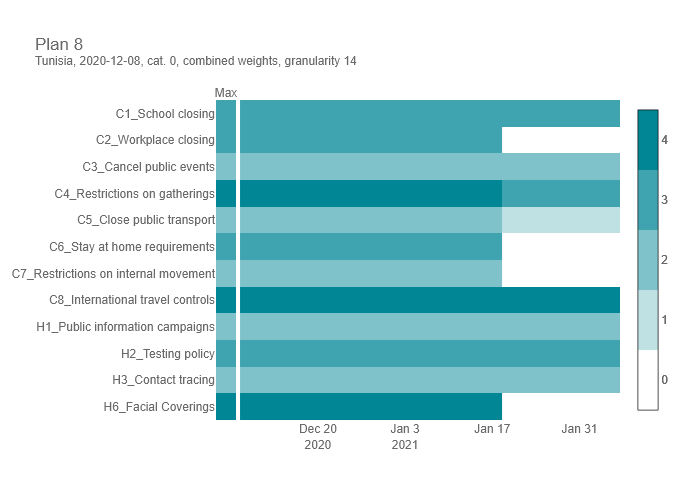 Plan 8
Tunisia, 2020-12-08, cat. 0, combined weights, granularity 14
Max
C1_School closing
C2_Workplace closing
C3_Cancel public events
C4_Restrictions on gatherings
C5_Close public transport
C6_Stay at home requirements
C7_Restrictions on internal movement
C8_International travel controls
H1_Public information campaigns
H2_Testing policy
H3_Contact tracing
H6_Facial Coverings
Dec 20
2020
Jan 3
2021
Jan 17
Jan 31
4
3
2
1
0